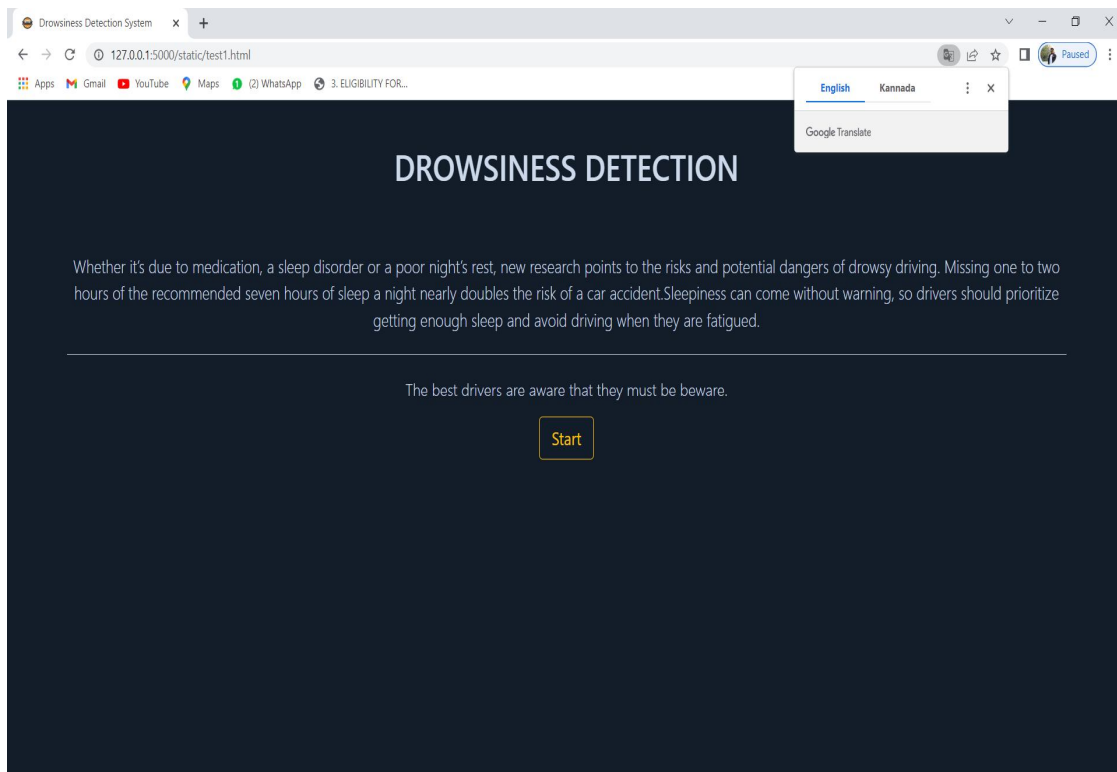 Drowsiness Detection System
127.0.0.1:5000/static/test1.html
Paused
Apps Gmail YouTube Maps (2) WhatsApp 3. ELIGIBILITY FOR...
English Kannada
Google Translate
DROWSINESS DETECTION
Whether it's due to medication, a sleep disorder or a poor night's rest, new research points to the risks and potential dangers of drowsy driving. Missing one to two
hours of the recommended seven hours of sleep a night nearly doubles the risk of a car accident.Sleepiness can come without warning, so drivers should prioritize
getting enough sleep and avoid driving when they are fatigued.
The best drivers are aware that they must be beware.
Start